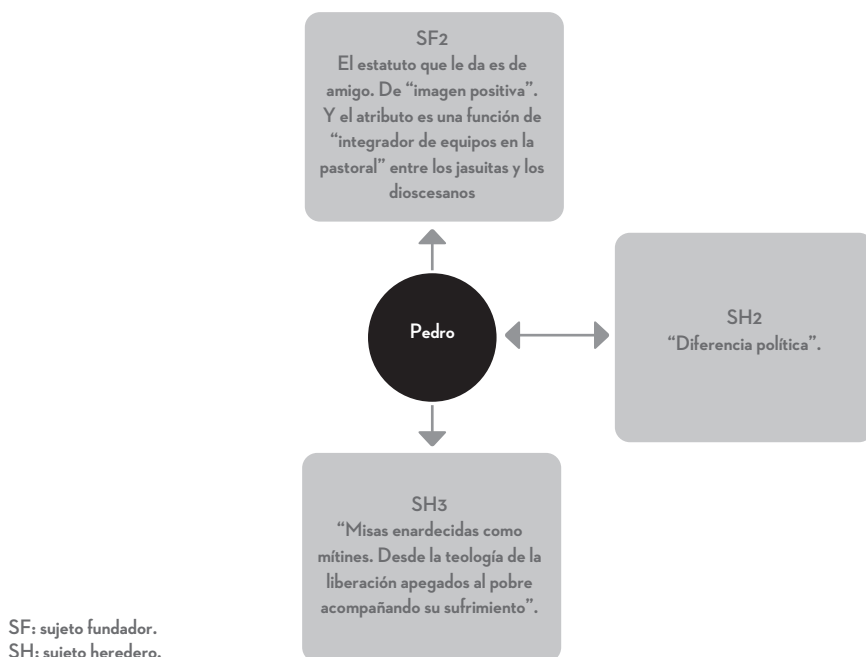 SF2
El estatuto que le da es de
amigo. De “imagen positiva”.
Y el atributo es una función de
“integrador de equipos en la
pastoral” entre los jasuitas y los
dioscesanos
Pedro
SH2
“Diferencia política”.
SH3
“Misas enardecidas como
mítines. Desde la teología de la
liberación apegados al pobre
acompañando su sufrimiento”.
SF: sujeto fundador.
SH: sujeto heredero.